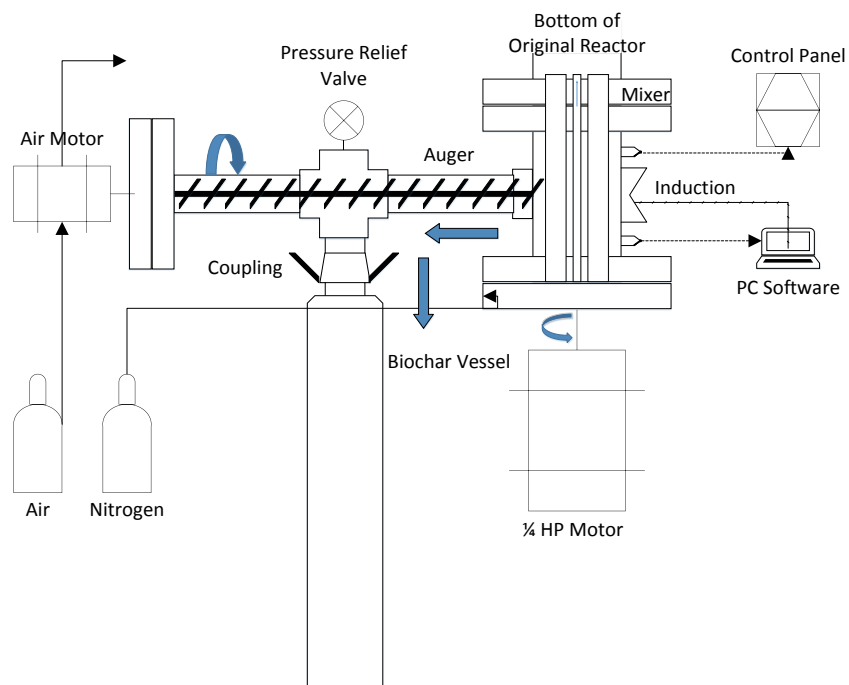 Bottom of
Original Reactor
Pressure Relief
Valve
Control Panel
Mixer
Air Motor
Auger
Induction
Coupling
PC Software
Biochar Vessel
Air
Nitrogen
¼ HP Motor